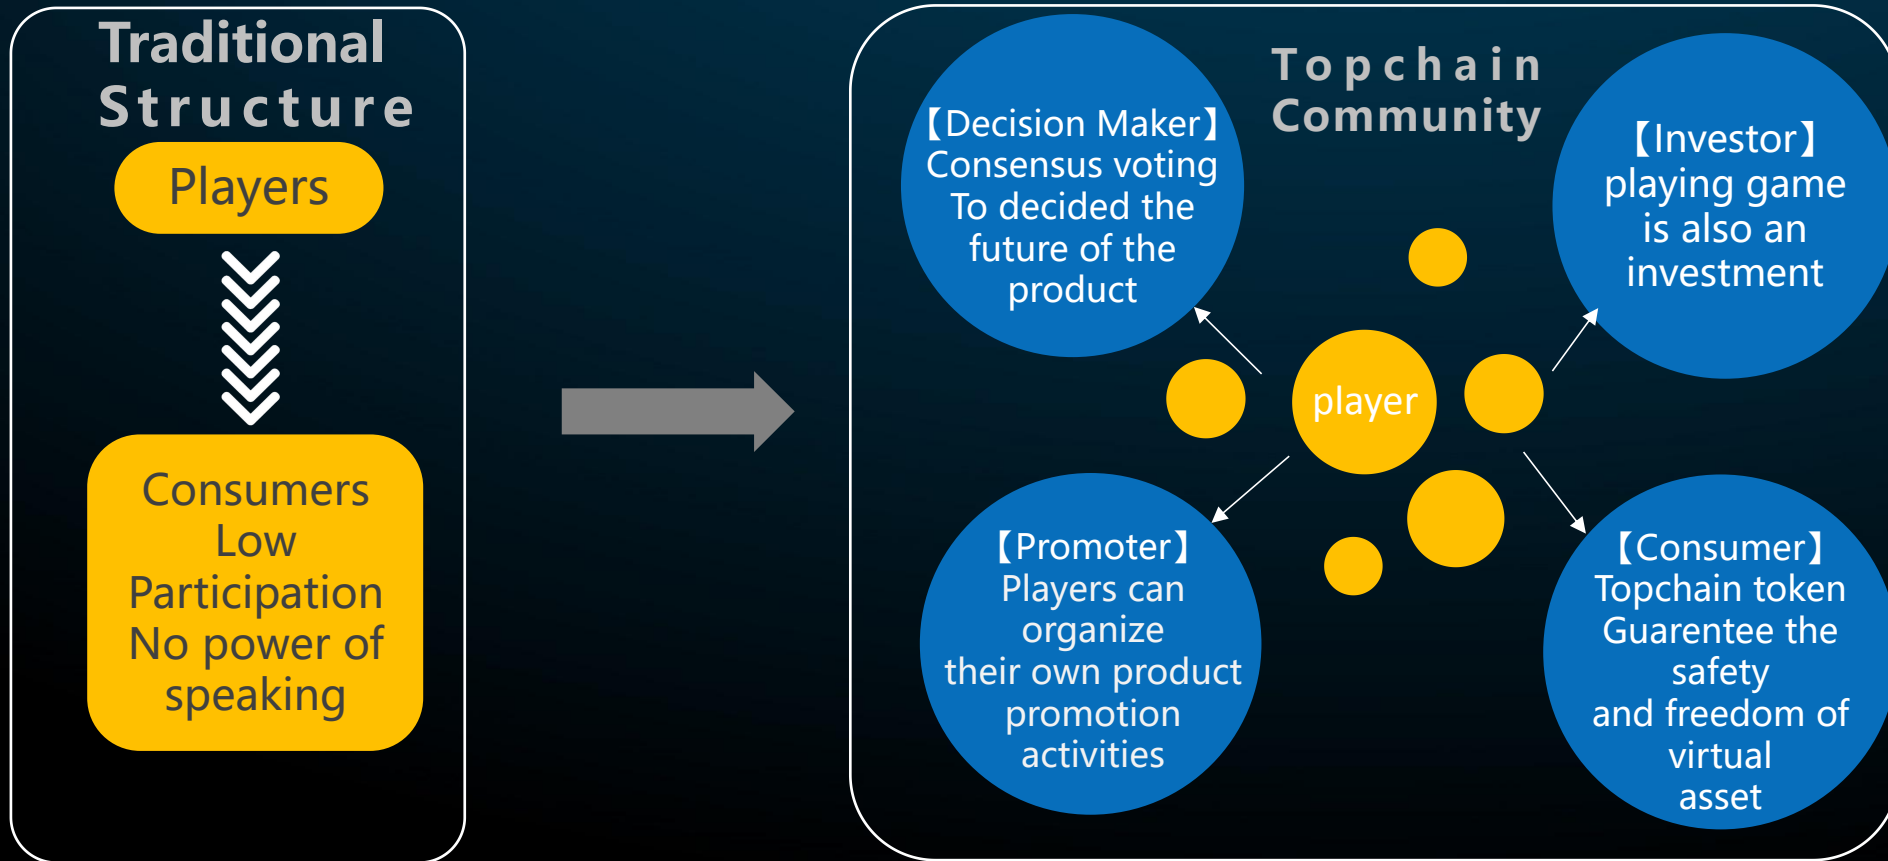 Traditional
Structure
Players
Consumers
Low
Participation
No power of
speaking
Topchain
Community
【Decision Maker】
Consensus voting
To decided the
future of the
product
【Investor】
playing game
is also an
investment
player
【Promoter】
Players can
organize
their own product
promotion
activities
【Consumer】
Topchain token
Guarentee the
safety
and freedom of
virtual
asset